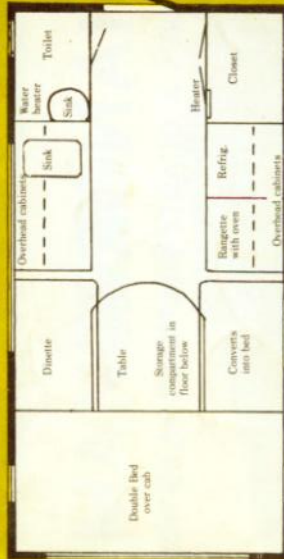 Toilet
Water
heater
Sink
Sink
Overhead cabinets
Closet
Heater
Refrig.
Rangette
with oven
Overhead cabinets
Dinette
Table
Storage
compartment in
floor below
Converts
into bed
Double Bed
over cab